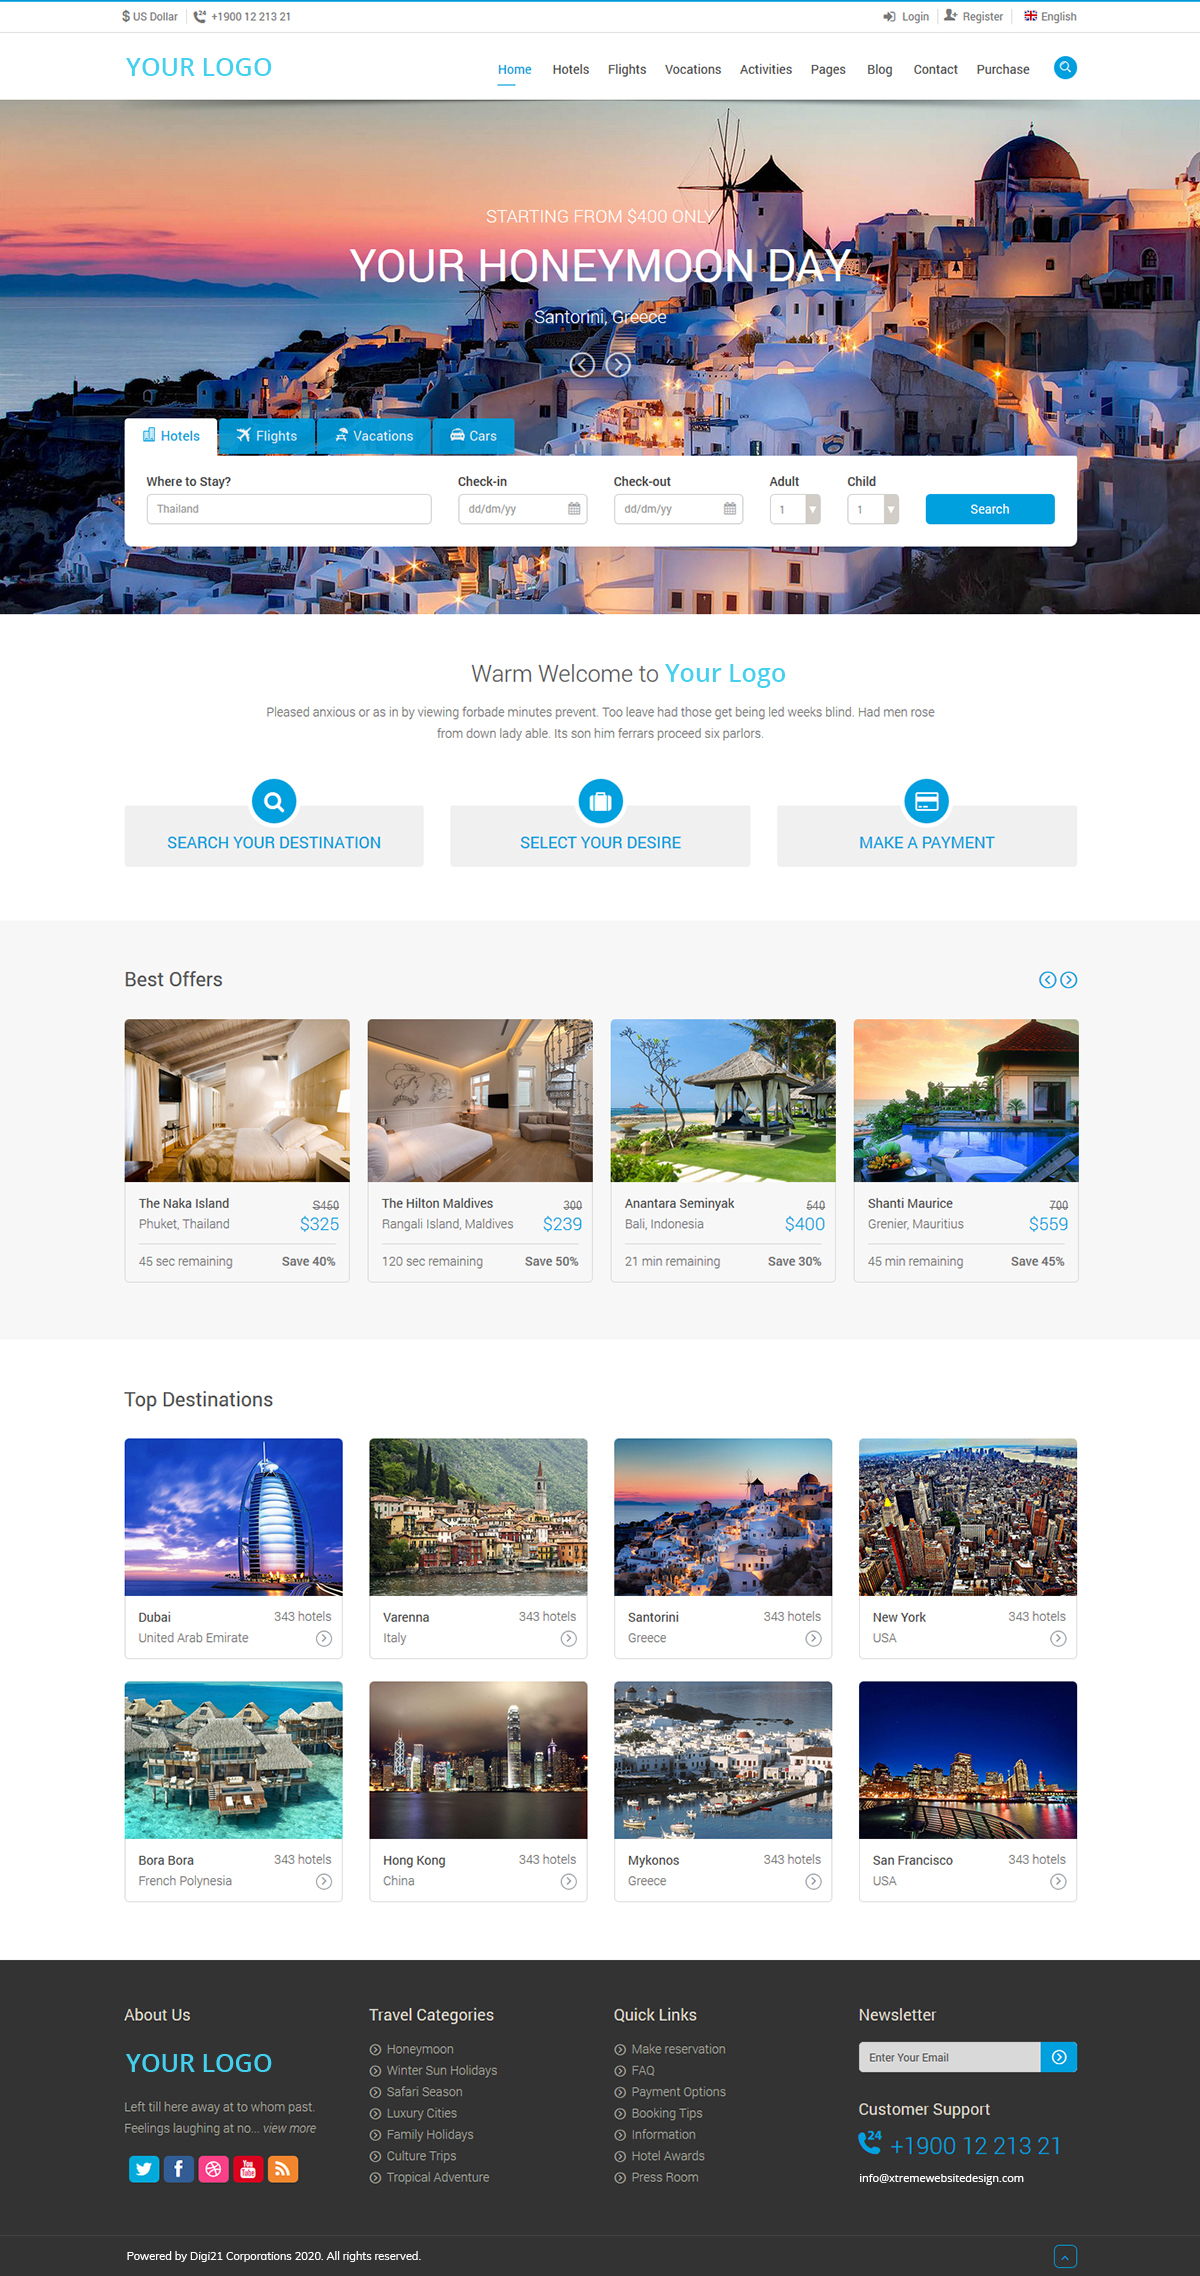 $ US Dollar
24 +1900 12 213 21
Login
Register
English
YOUR LOGO
Home Hotels Flights Vocations Activities Pages Blog Contact Purchase
STARTING FROM $400 ONLY
YOUR HONEYMOON DAY
Santorini, Greece
Hotels Flights Vacations Cars
Where to Stay? Check-in Check-out Adult Child
Thailand dd/dm/yy dd/dm/yy 1 1 Search
Warm Welcome to Your Logo
Pleased anxious or as in by viewing forbade minutes prevent. Too leave had those get being led weeks blind. Had men rose
from down lady able. Its son him ferrars proceed six parlors.
SEARCH YOUR DESTINATION
SELECT YOUR DESIRE
MAKE A PAYMENT
Best Offers
The Naka Island S450
Phuket, Thailand $325
45 sec remaining Save 40%
The Hilton Maldives 300
Rangali Island, Maldives $239
120 sec remaining Save 50%
Anantara Seminyak 540
Bali, Indonesia $400
21 min remaining Save 30%
Shanti Maurice 700
Grenier, Mauritius $559
45 min remaining Save 45%
Top Destinations
Dubai 343 hotels
United Arab Emirate
Varenna 343 hotels
Italy
Santorini 343 hotels
Greece
New York 343 hotels
USA
Bora Bora 343 hotels
French Polynesia
Hong Kong 343 hotels
China
Mykonos 343 hotels
Greece
San Francisco 343 hotels
USA
About Us
YOUR LOGO
Left till here away at to whom past.
Feelings laughing at no... view more
You
Tube
Travel Categories
Honeymoon
Winter Sun Holidays
Safari Season
Luxury Cities
Family Holidays
Culture Trips
Tropical Adventure
Quick Links
Make reservation
FAQ
Payment Options
Booking Tips
Information
Hotel Awards
Press Room
Newsletter
Enter Your Email
Customer Support
24 +1900 12 213 21
info@xtremewebsitedesign.com
Powered by Digi21 Corporations 2020. All rights reserved.